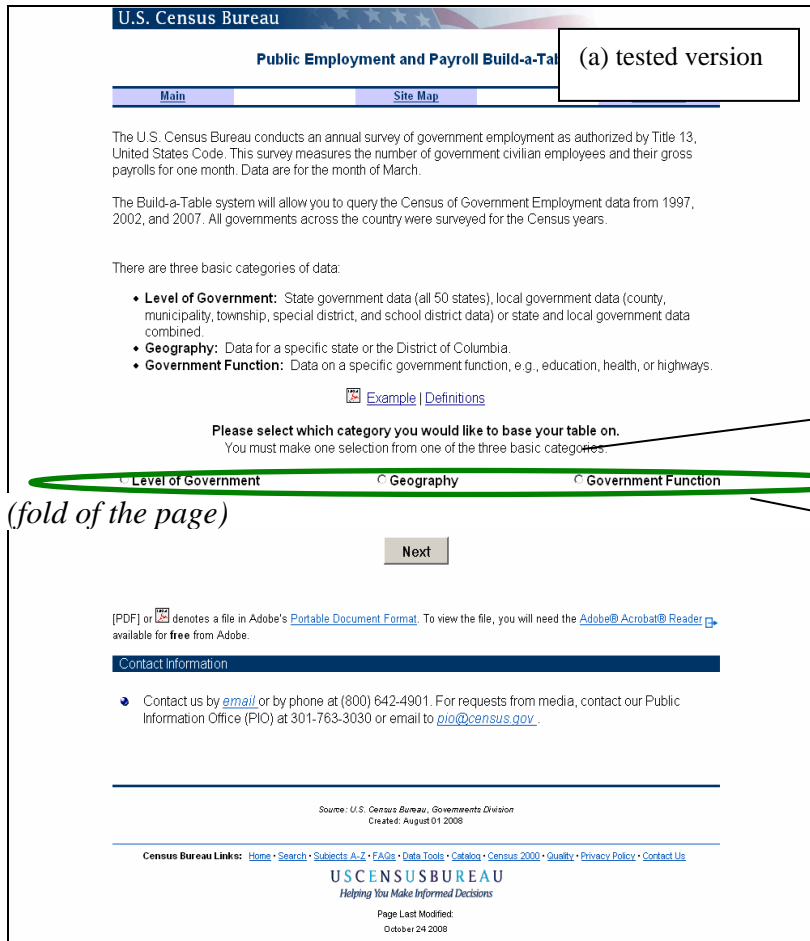 U.S. Census Bureau
Public Employment and Payroll Build-a-Tab
(a) tested version
Main
Site Map
The U.S. Census Bureau conducts an annual survey of government employment as authorized by Title 13,
United States Code. This survey measures the number of government civilian employees and their gross
payrolls for one month. Data are for the month of March.
The Build-a-Table system will allow you to query the Census of Government Employment data from 1997,
2002, and 2007. All governments across the country were surveyed for the Census years.
There are three basic categories of data:
• Level of Government: State government data (all 50 states), local government data (county,
municipality, township, special district, and school district data) or state and local government data
combined.
• Geography: Data for a specific state or the District of Columbia.
• Government Function: Data on a specific government function, e.g., education, health, or highways.
Example | Definitions
Please select which category you would like to base your table on.
You must make one selection from one of the three basic categories.
Level of Government Geography Government Function
(fold of the page)
Next
[PDF] or denotes a file in Adobe's Portable Document Format. To view the file, you will need the Adobe® Acrobat® Reader
available for free from Adobe.
Contact Information
Contact us by email or by phone at (800) 642-4901. For requests from media, contact our Public
Information Office (PIO) at 301-763-3030 or email to pio@census.gov .
Source: U.S. Census Bureau, Governments Division
Created: August 01 2008
Census Bureau Links: Home · Search · Subjects A-Z · FAQs · Data Tools · Catalog · Census 2000 · Quality · Privacy Policy · Contact Us
USCENSUSBUREAU
Helping You Make Informed Decisions
Page Last Modified:
October 24 2008